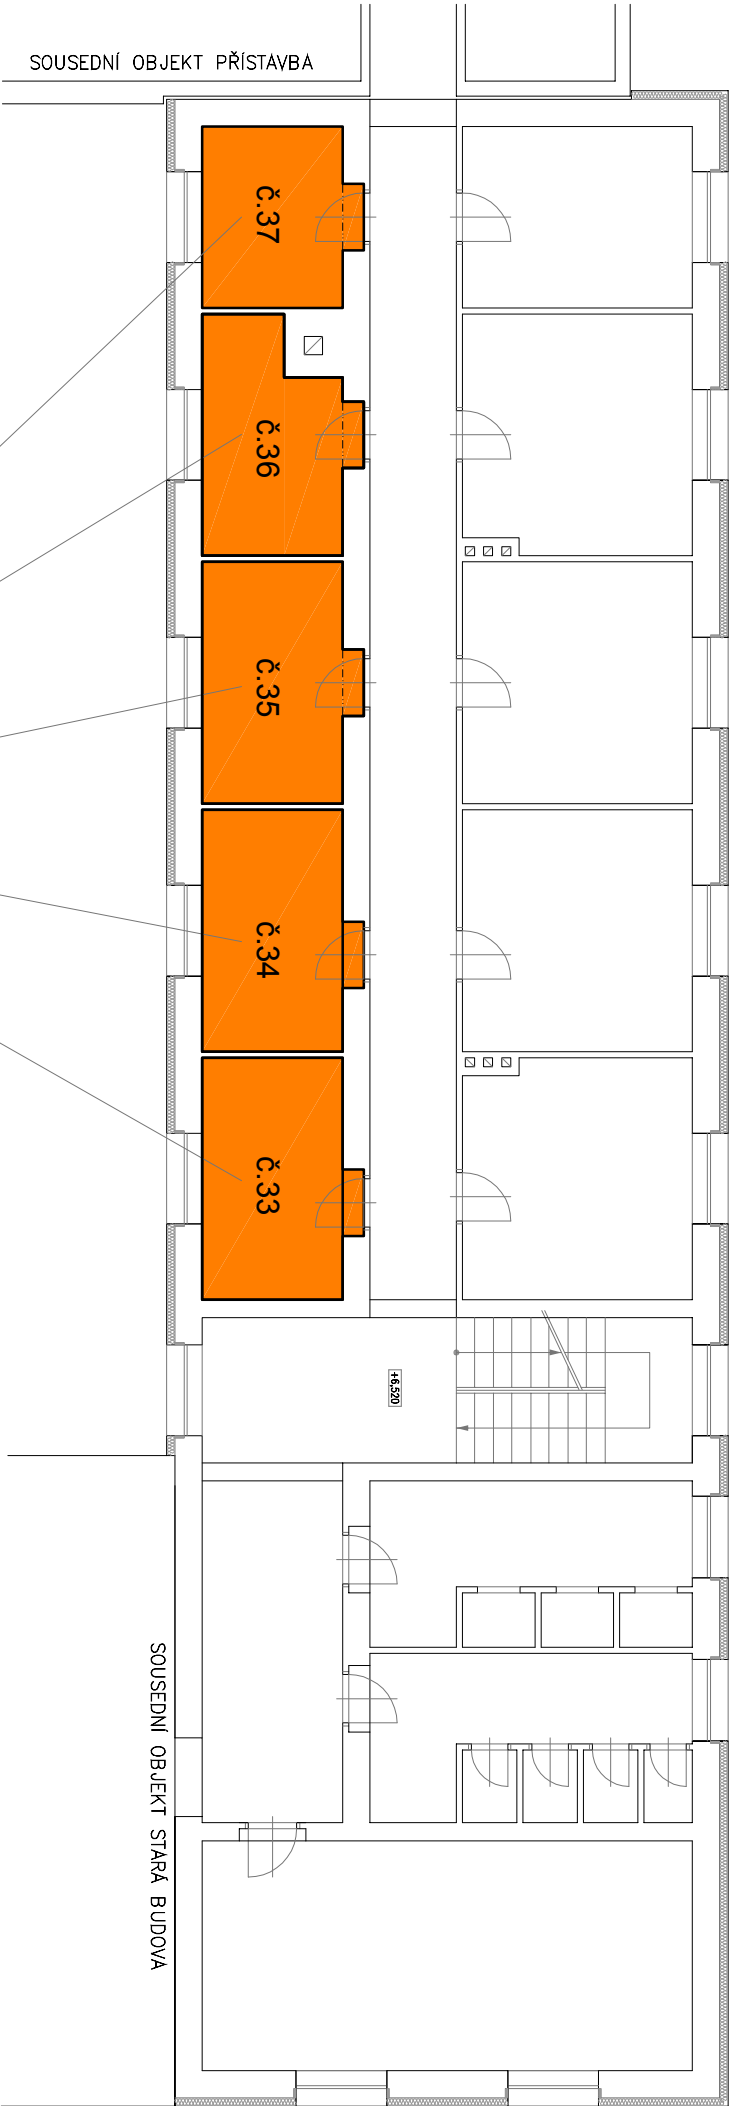 SOUSEDNÍ OBJEKT PŘÍSTAVBA
č.37
č.36
č.35
č.34
č.33
+6,520
SOUSEDNÍ OBJEKT STARÁ BUDOVA